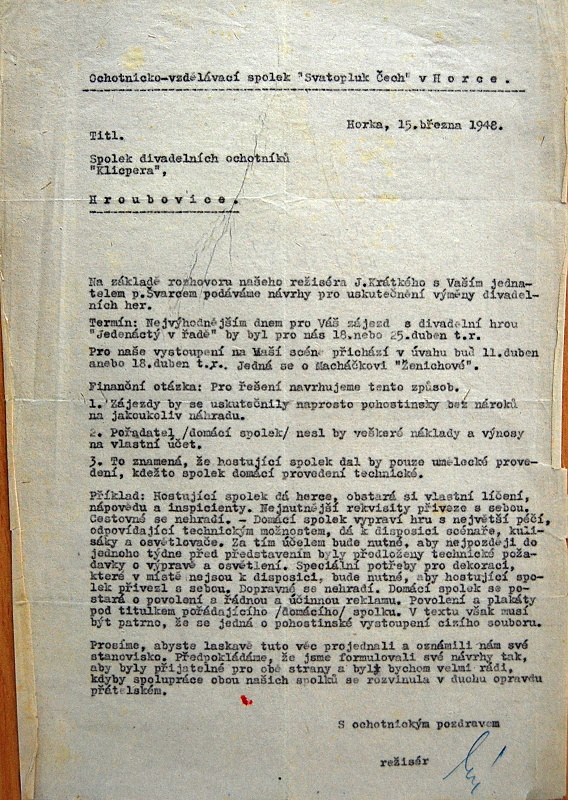 Ochotnicko-vzdělávací spolek "Svatopluk Čech" v H o r c e .
Horka, 15.března 1948.
Titl.
Spolek divadelních ochotníků
"Klicpera",
H r o u b o v i c e .
Na základě rozhovoru našeho režiséra J.Krátkého s Vaším jedna-
telem p.Švarcem podáváme návrhy pro uskutečnění výměny divadel-
ních her.
Termín: Nejvýhodnějším dnem pro Váš zájezd s divadelní hrou
"Jedenáctý v řadě" by byl pro nás 18.nebo 25.duben t.r.
Pro naše vystoupení na Vaší scéně přichází v úvahu buď 11.duben
anebo 18.duben t.r. Jedná se o Macháčkovi "Ženichové".
Finanční otázka: Pro řešení navrhujeme tento způsob.
1. Zájezdy by se uskutečnily naprosto pohostinsky bez nároků
na jakoukoliv náhradu.
2. Pořadatel /domácí spolek/ nesl by veškeré náklady a výnosy
na vlastní účet.
3. To znamená, že hostující spolek dal by pouze umělecké prove-
dení, kdežto spolek domácí provedení technické.
Příklad: Hostující spolek dá herce, obstará si vlastní líčení,
nápovědu a inspicienty. Nejnutnější rekvisity přiveze s sebou.
Cestovné se nehradí. - Domácí spolek vypraví hru s největší péčí,
odpovídající technickým možnostem, dá k disposici scénaře, kuli-
sáky a osvětlovače. Za tím účelem bude nutné, aby nejpozději do
jednoho týdne před představením byly předloženy technické poža-
davky o výpravě a osvětlení. Speciální potřeby pro dekoraci,
které v místě nejsou k disposici, bude nutné, aby hostující spo-
lek přivezl s sebou. Dopravné se nehradí. Domácí spolek se po-
stará o povolení s řádnou a účinnou reklamu. Povolení a plakáty
pod titulkem pořádajícího /domácího/ spolku. V textu však musí
být patrno, že se jedná o pohostinské vystoupení cizího souboru.
Prosíme, abyste laskavě tuto věc projednali a oznámili nám své
stanovisko. Předpokládáme, že jsme formulovali své návrhy tak,
aby byly přijatelné pro obě strany a byli bychom velmi rádi,
kdyby spolupráce obou našich spolků se rozvinula v duchu opravdu
přátelském.
S ochotnickým pozdravem
režisér